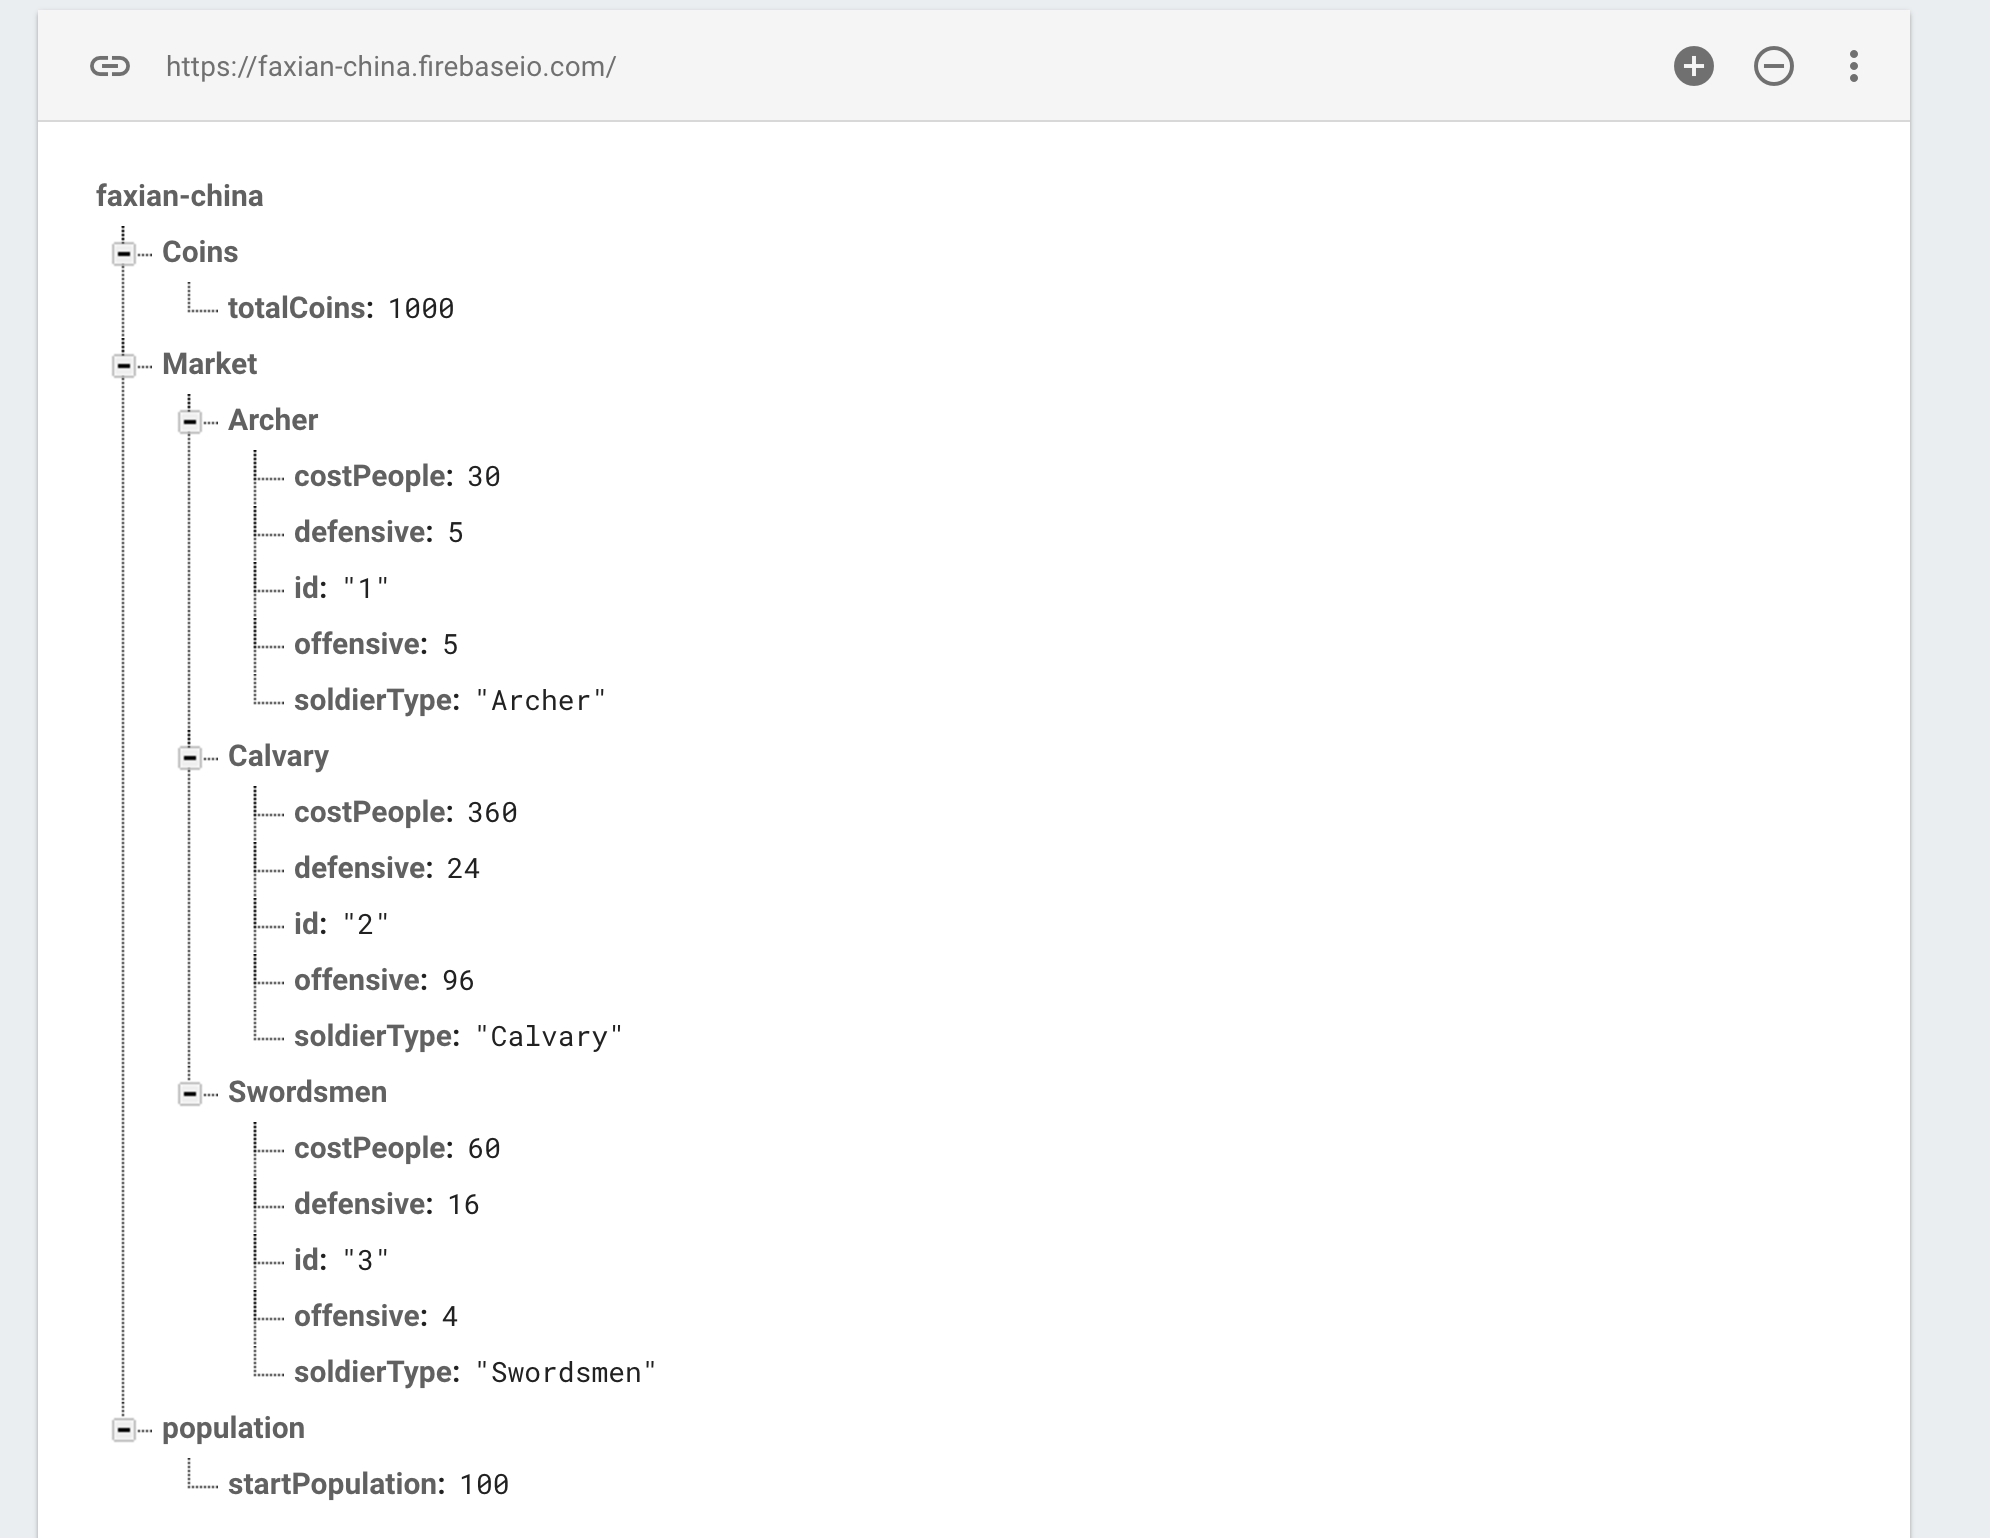 https://faxian-china.firebaseio.com/
faxian-china
Coins
totalCoins: 1000
Market
Archer
costPeople: 30
defensive: 5
id: "1"
offensive: 5
soldierType: "Archer"
Calvary
costPeople: 360
defensive: 24
id: "2"
offensive: 96
soldierType: "Calvary"
Swordsmen
costPeople: 60
defensive: 16
id: "3"
offensive: 4
soldierType: "Swordsmen"
population
startPopulation: 100